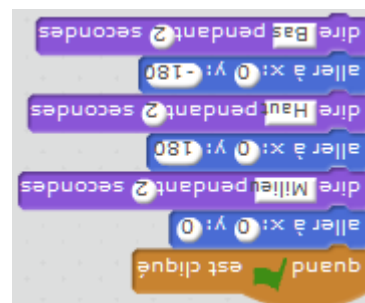 quand est cliqué
aller à x: 0 y: 0
dire Milieu pendant 2 secondes
aller à x: 0 y: 180
dire Haut pendant 2 secondes
aller à x: 0 y: -180
dire Bas pendant 2 secondes